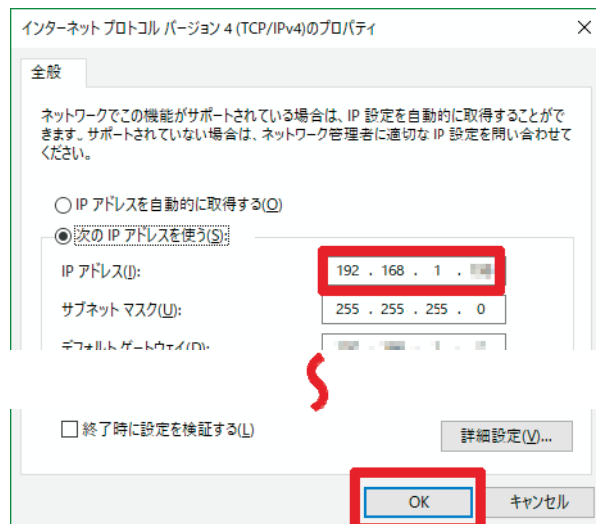 インターネット プロトコル バージョン 4 (TCP/IPv4)のプロパティ
全般
ネットワークでこの機能がサポートされている場合は、IP 設定を自動的に取得することがで
きます。サポートされていない場合は、ネットワーク管理者に適切な IP 設定を問い合わせて
ください。
IP アドレスを自動的に取得する(O)
次の IP アドレスを使う(S):
IP アドレス(I): 192 . 168 . 1 .
サブネット マスク(U): 255 . 255 . 255 . 0
デフォルト ゲートウェイ(D): . . 1 .
終了時に設定を検証する(L)
詳細設定(V)...
OK キャンセル